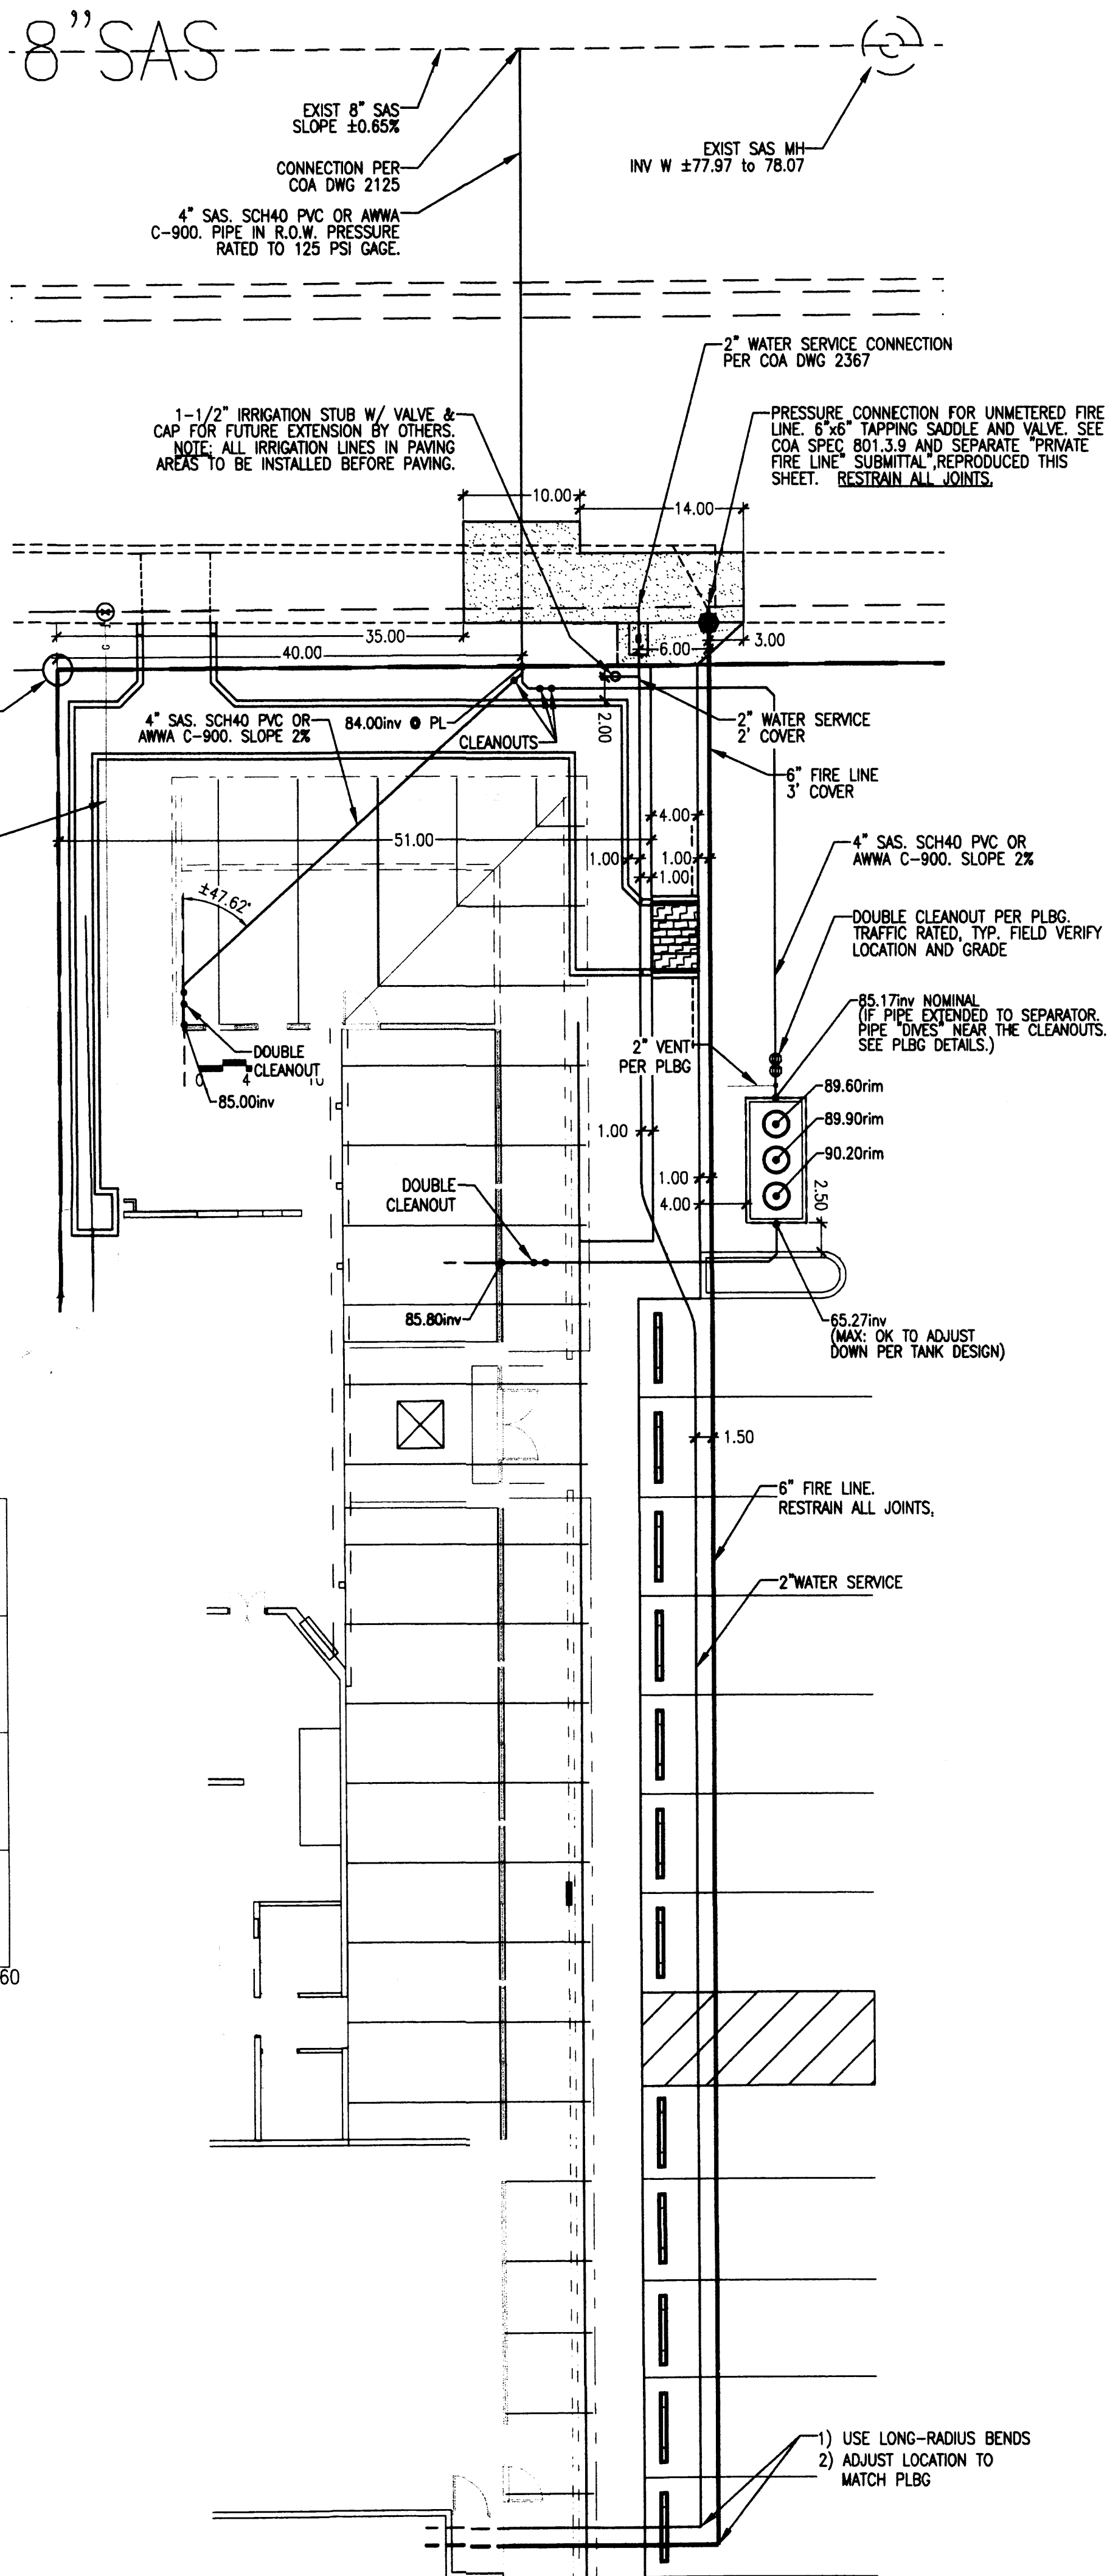 8"SAS
EXIST 8" SAS
SLOPE ±0.65%
EXIST SAS MH
INV W ±77.97 to 78.07
CONNECTION PER
COA DWG 2125
4" SAS. SCH40 PVC OR AWWA
C-900. PIPE IN R.O.W. PRESSURE
RATED TO 125 PSI GAGE.
2" WATER SERVICE CONNECTION
PER COA DWG 2367
1-1/2" IRRIGATION STUB W/ VALVE &
CAP FOR FUTURE EXTENSION BY OTHERS.
NOTE: ALL IRRIGATION LINES IN PAVING
AREAS TO BE INSTALLED BEFORE PAVING.
PRESSURE CONNECTION FOR UNMETERED FIRE
LINE. 6"x6" TAPPING SADDLE AND VALVE. SEE
COA SPEC 801.3.9 AND SEPARATE "PRIVATE
FIRE LINE" SUBMITTAL",REPRODUCED THIS
SHEET. RESTRAIN ALL JOINTS.
10.00
14.00
35.00
6.00
3.00
40.00
G
4" SAS. SCH40 PVC OR
AWWA C-900. SLOPE 2%
84.00inv @ PL
CLEANOUTS
2.00
2" WATER SERVICE
2' COVER
6" FIRE LINE
3' COVER
4.00
51.00
1.00
1.00
1.00
4" SAS. SCH40 PVC OR
AWWA C-900. SLOPE 2%
±47.62°
DOUBLE CLEANOUT PER PLBG.
TRAFFIC RATED, TYP. FIELD VERIFY
LOCATION AND GRADE
85.17inv NOMINAL
(IF PIPE EXTENDED TO SEPARATOR.
PIPE "DIVES" NEAR THE CLEANOUTS.
SEE PLBG DETAILS.)
2" VENT
PER PLBG
DOUBLE
CLEANOUT
0 4 10
85.00inv
89.60rim
89.90rim
90.20rim
1.00
1.00
4.00
2.50
DOUBLE
CLEANOUT
85.80inv
65.27inv
(MAX: OK TO ADJUST
DOWN PER TANK DESIGN)
1.50
6" FIRE LINE.
RESTRAIN ALL JOINTS.
2"WATER SERVICE
60
1) USE LONG-RADIUS BENDS
2) ADJUST LOCATION TO
MATCH PLBG